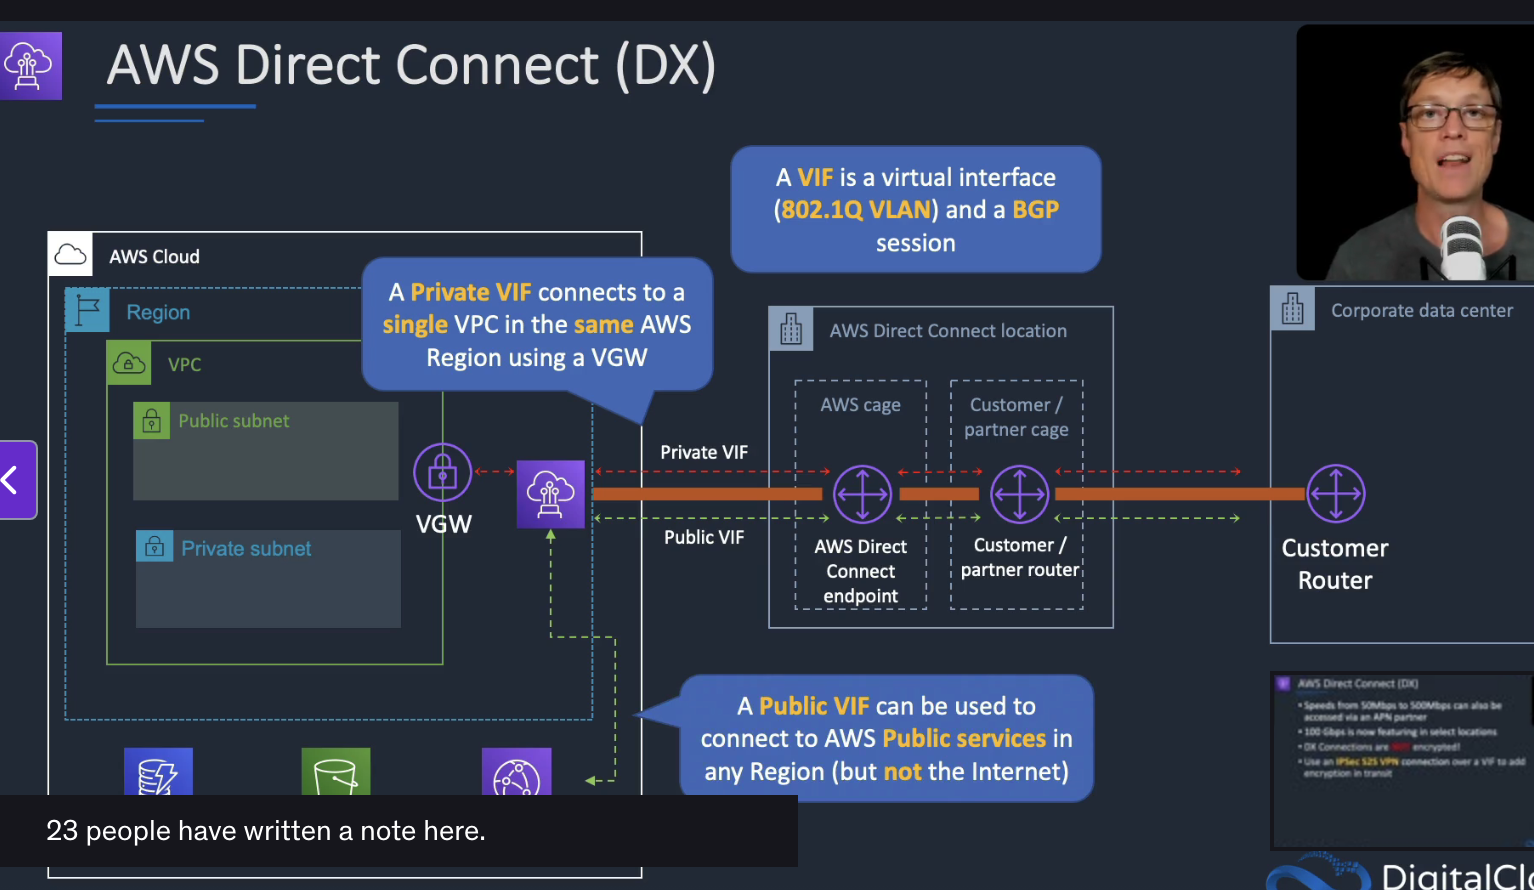 AWS Direct Connect (DX)
A VIF is a virtual interface
(802.1Q VLAN) and a BGP
session
AWS Cloud
A Private VIF connects to a
single VPC in the same AWS
Region using a VGW
Region
VPC
Public subnet
Private subnet
VGW
Private VIF
Public VIF
AWS Direct Connect location
AWS cage
Customer /
partner cage
AWS Direct
Connect
endpoint
Customer /
partner router
Corporate data center
Customer
Router
A Public VIF can be used to
connect to AWS Public services in
any Region (but not the Internet)
AWS Direct Connect (DX)
• Speeds from 50Mbps to 500Mbps can also be
accessed via an APN partner
• 100 Gbps is now featuring in select locations
• DX Connections are NOT encrypted!
• Use an IPSec S2S VPN connection over a VIF to add
encryption in transit
23 people have written a note here.
DigitalClo